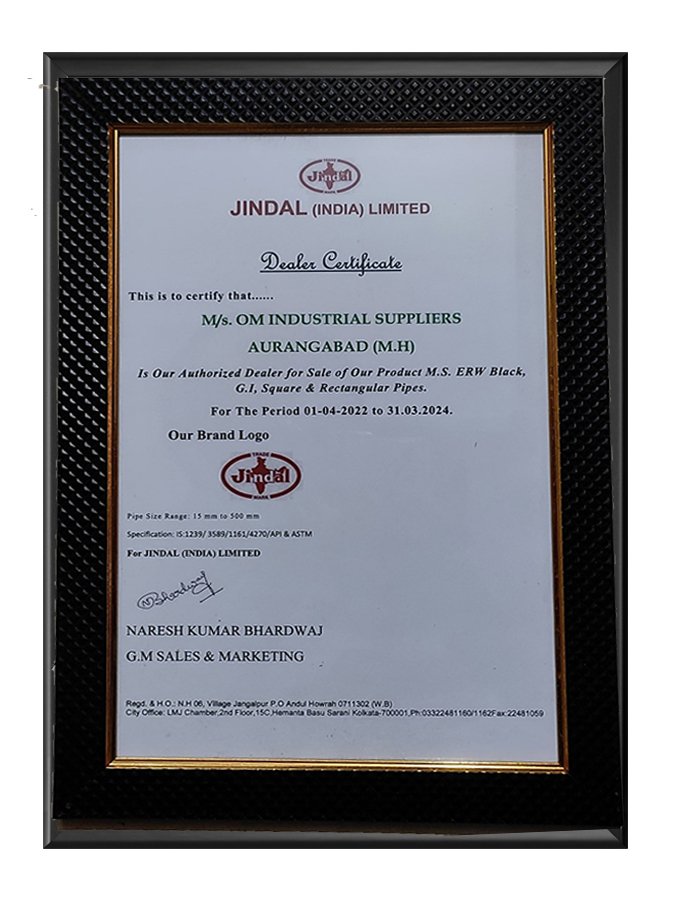 TRADE
Jindal
MARK
JINDAL (INDIA) LIMITED
Dealer Certificate
This is to certify that......
M/s. OM INDUSTRIAL SUPPLIERS
AURANGABAD (M.H)
Is Our Authorized Dealer for Sale of Our Product M.S. ERW Black,
G.I, Square & Rectangular Pipes.
For The Period 01-04-2022 to 31.03.2024.
Our Brand Logo
TRADE
Jindal
MARK
Pipe Size Range: 15 mm to 500 mm
Specification: IS:1239/ 3589/1161/4270/API & ASTM
For JINDAL (INDIA) LIMITED
NBhardwaj
NARESH KUMAR BHARDWAJ
G.M SALES & MARKETING
Regd. & H.O.: N.H 06, Village Jangalpur P.O Andul Howrah 0711302 (W.B)
City Office: LMJ Chamber,2nd Floor,15C,Hemanta Basu Sarani Kolkata-700001,Ph:03322481160/1162Fax:22481059